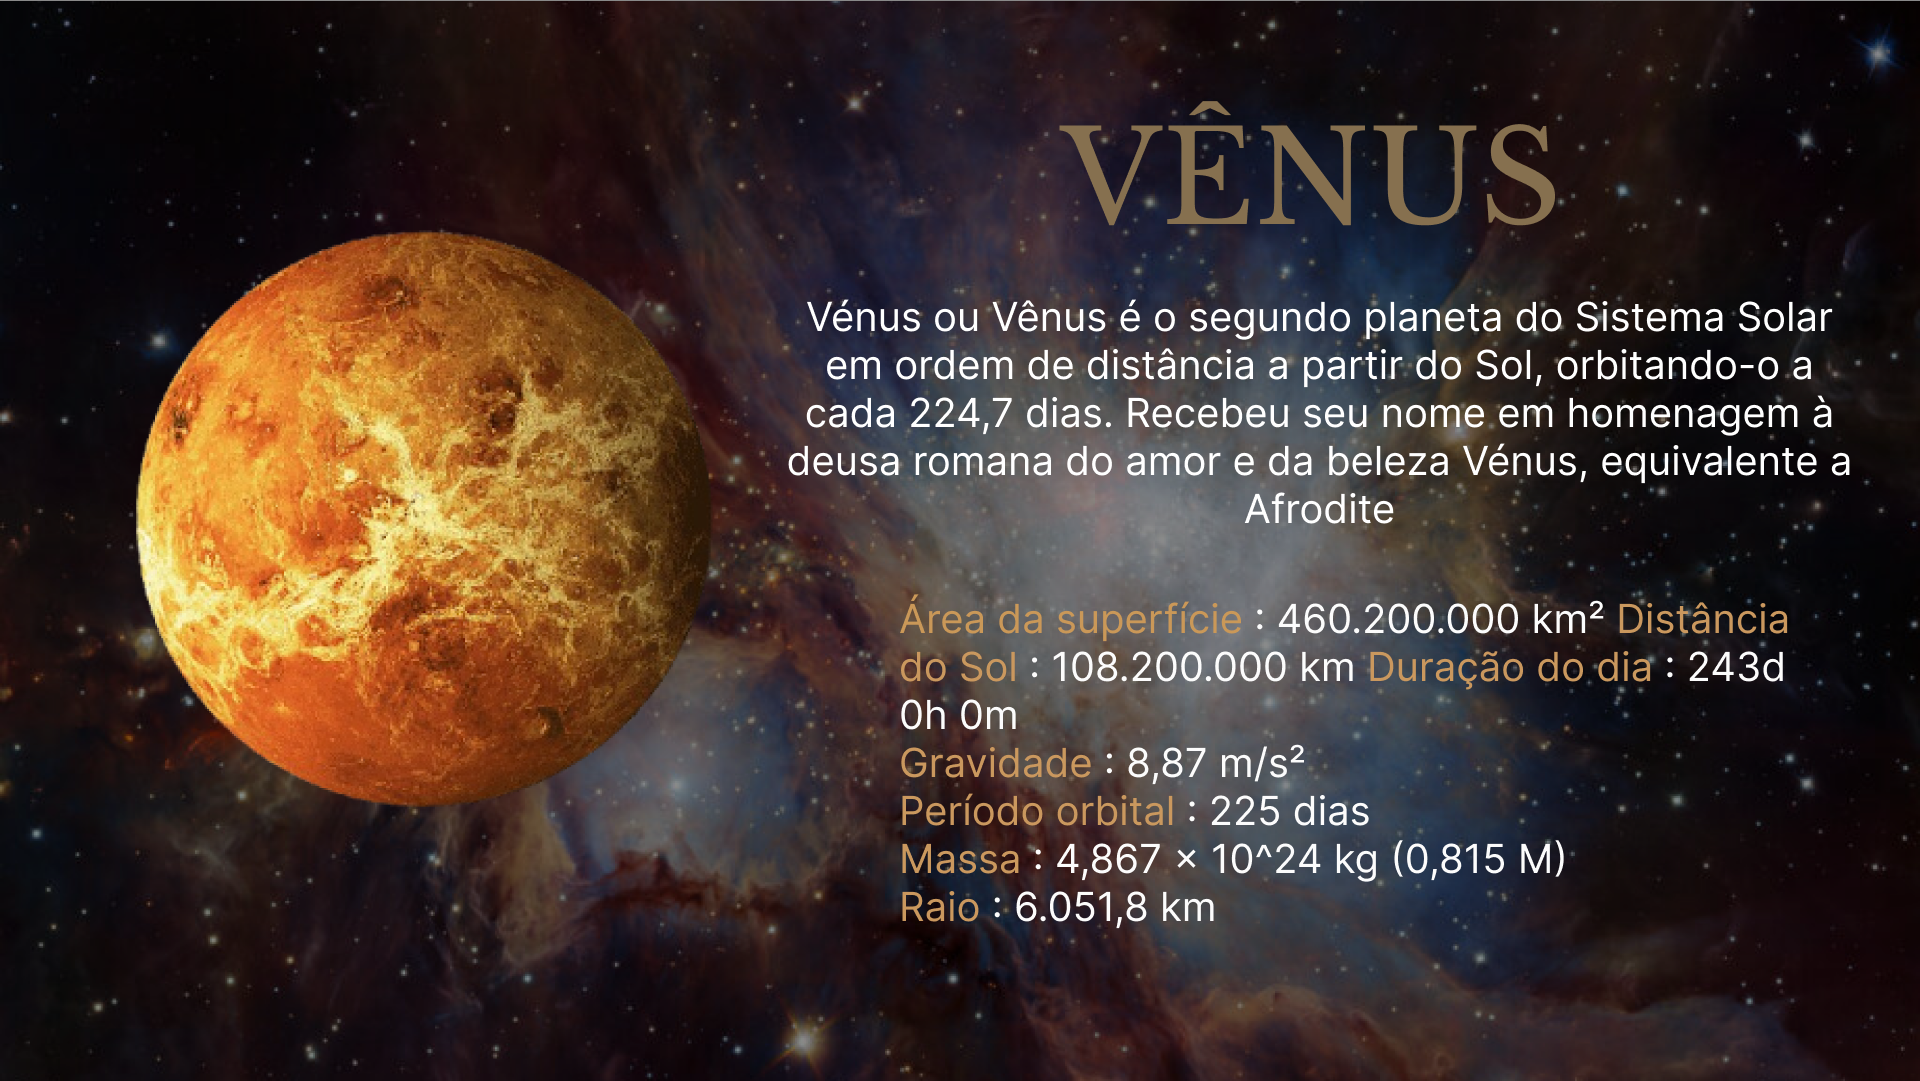 VÊNUS
Vénus ou Vênus é o segundo planeta do Sistema Solar
em ordem de distância a partir do Sol, orbitando-o a
cada 224,7 dias. Recebeu seu nome em homenagem à
deusa romana do amor e da beleza Vénus, equivalente a
Afrodite
Área da superfície : 460.200.000 km² Distância
do Sol : 108.200.000 km Duração do dia : 243d
0h 0m
Gravidade : 8,87 m/s²
Período orbital : 225 dias
Massa : 4,867 × 10^24 kg (0,815 M)
Raio : 6.051,8 km